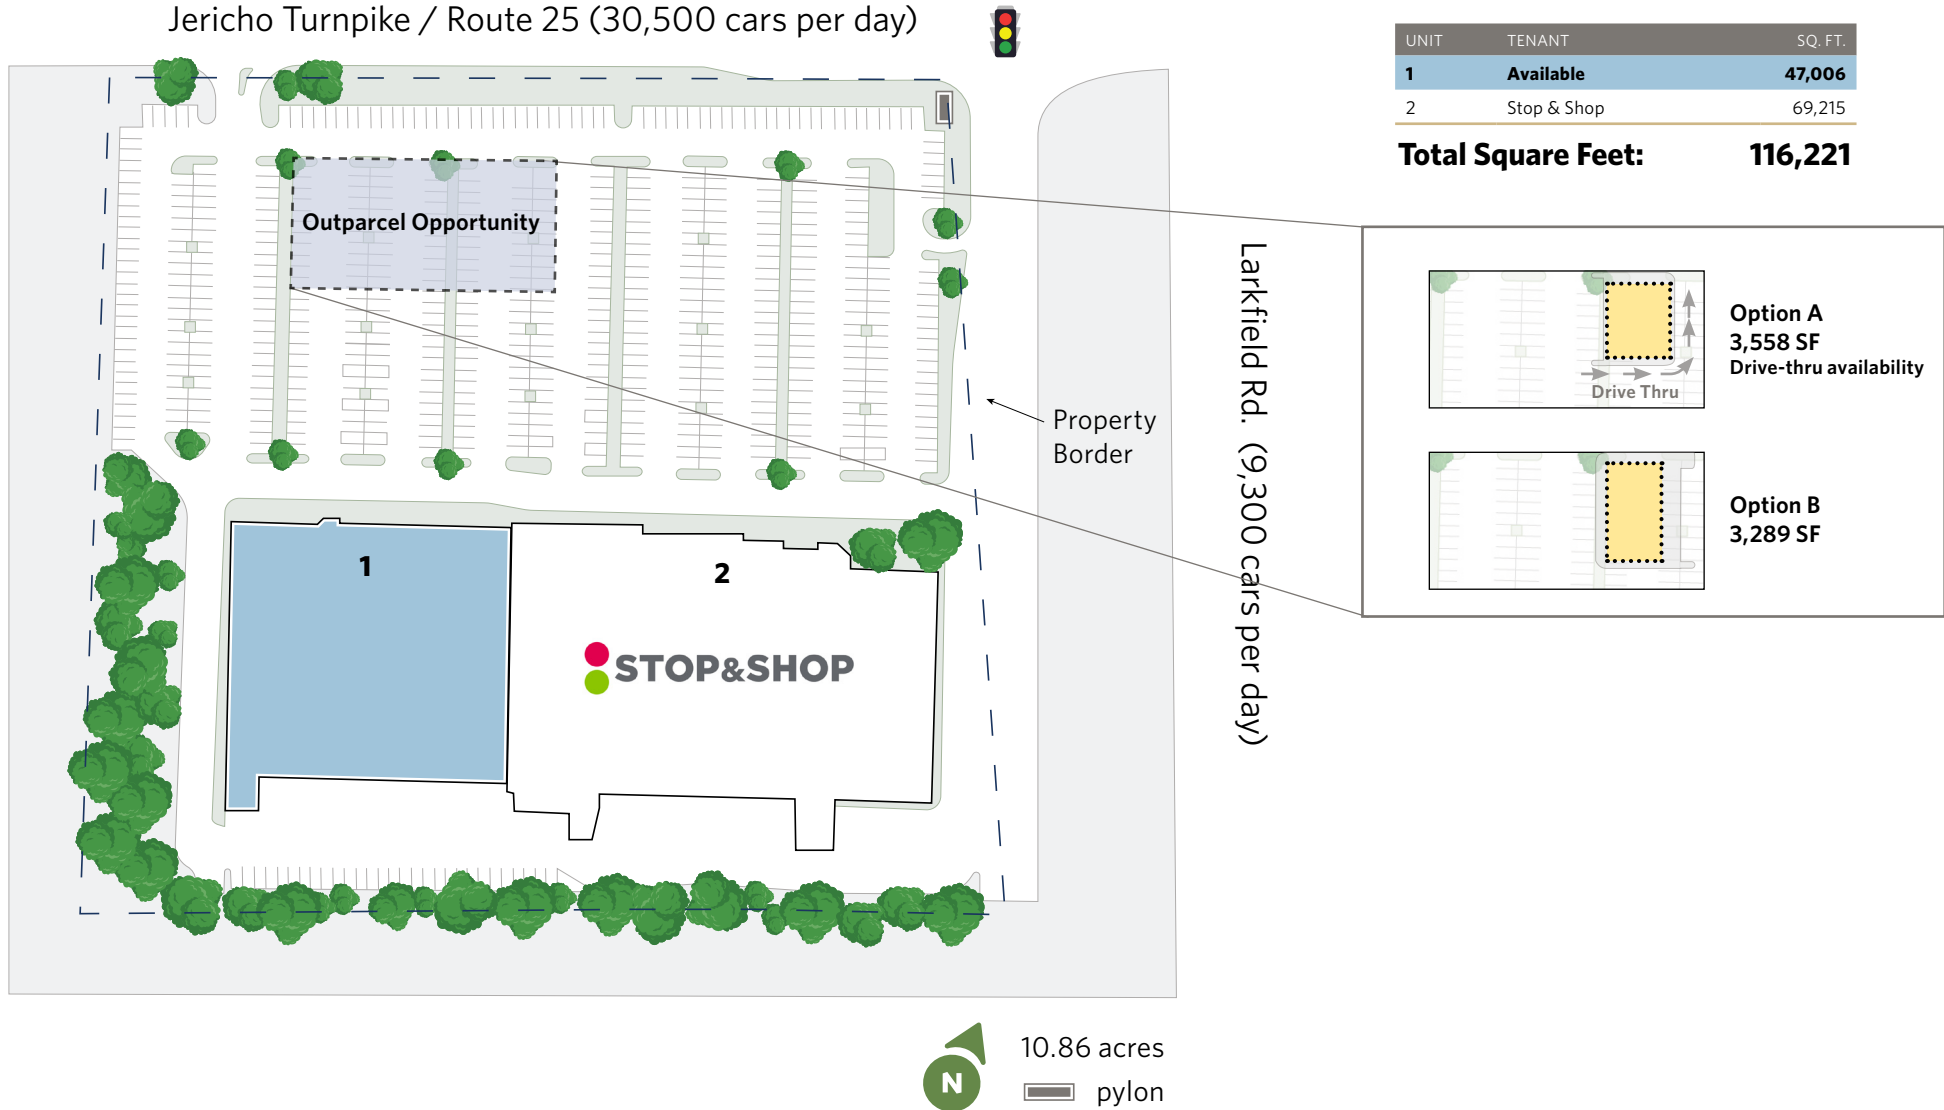 Jericho Turnpike / Route 25 (30,500 cars per day)
UNIT TENANT SQ. FT.
1 Available 47,006
2 Stop & Shop 69,215
Total Square Feet: 116,221
Outparcel Opportunity
Option A
3,558 SF
Drive-thru availability
Drive Thru
Option B
3,289 SF
Property
Border
Larkfield Rd. (9,300 cars per day)
1
2
STOP&SHOP
N
10.86 acres
pylon